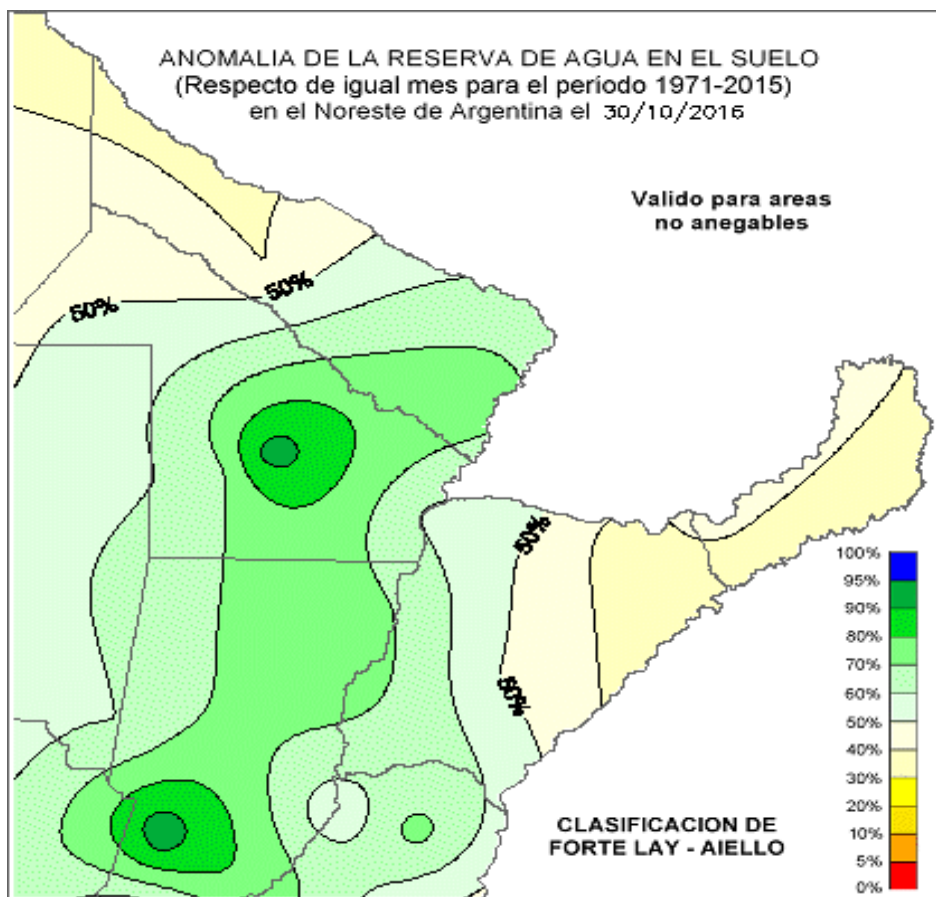 ANOMALIA DE LA RESERVA DE AGUA EN EL SUELO
(Respecto de igual mes para el período 1971-2015)
en el Noreste de Argentina el 30/10/2016
Valido para areas
no anegables
50%
50%
50%
50%
100%
95%
90%
80%
70%
60%
50%
40%
30%
20%
10%
5%
0%
CLASIFICACION DE
FORTE LAY - AIELLO